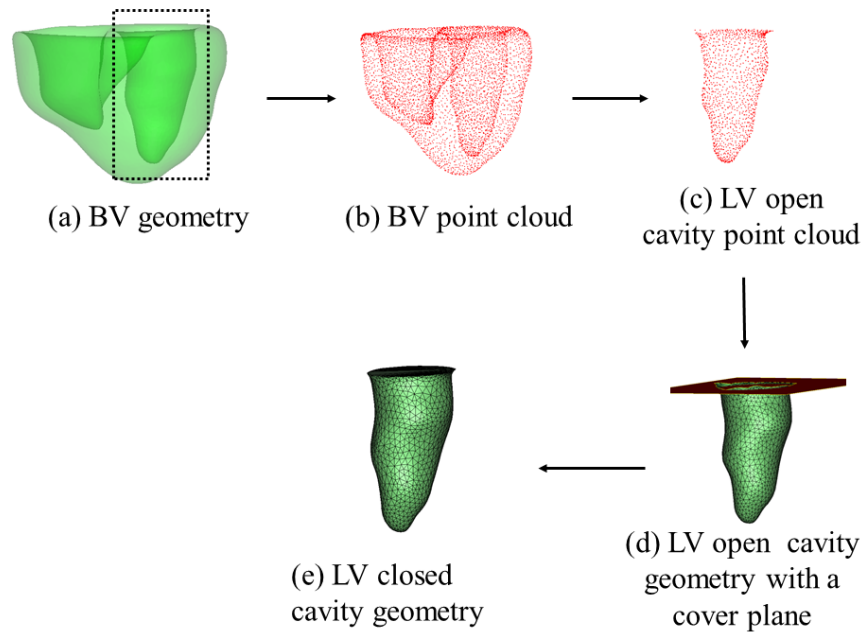 (a) BV geometry
(b) BV point cloud
(c) LV open
cavity point cloud
(d) LV open cavity
geometry with a
cover plane
(e) LV closed
cavity geometry